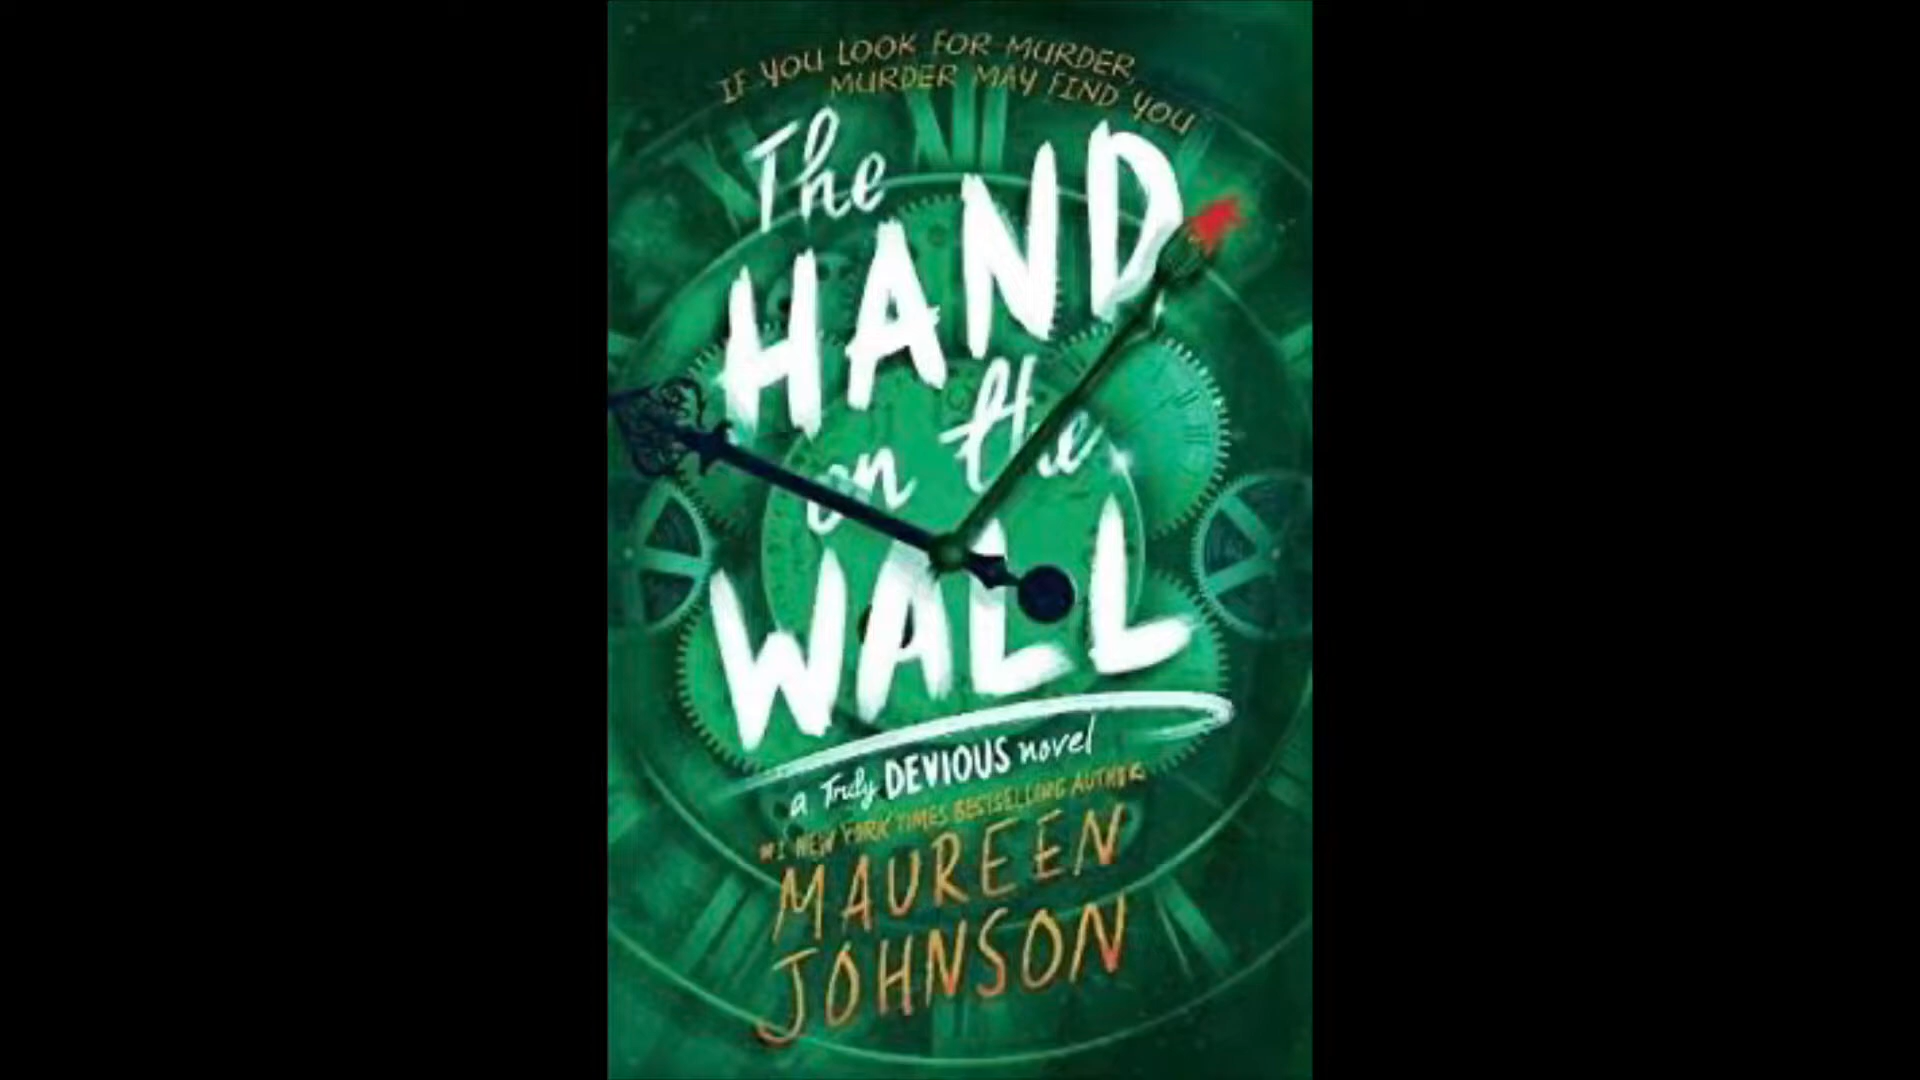 IF YOU LOOK FOR MURDER,
MURDER MAY FIND YOU
The
HAND
on the
WALL
a Truly DEVIOUS novel
#1 NEW YORK TIMES BESTSELLING AUTHOR
MAUREEN
JOHNSON
XII